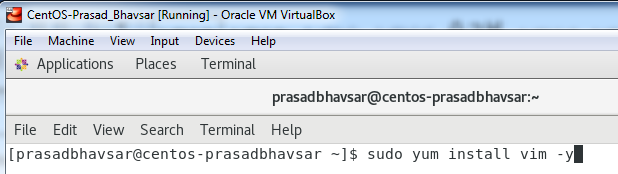 CentOS-Prasad_Bhavsar [Running] - Oracle VM VirtualBox
File Machine View Input Devices Help
Applications Places Terminal
prasadbhavsar@centos-prasadbhavsar:~
File Edit View Search Terminal Help
[prasadbhavsar@centos-prasadbhavsar ~]$ sudo yum install vim -y